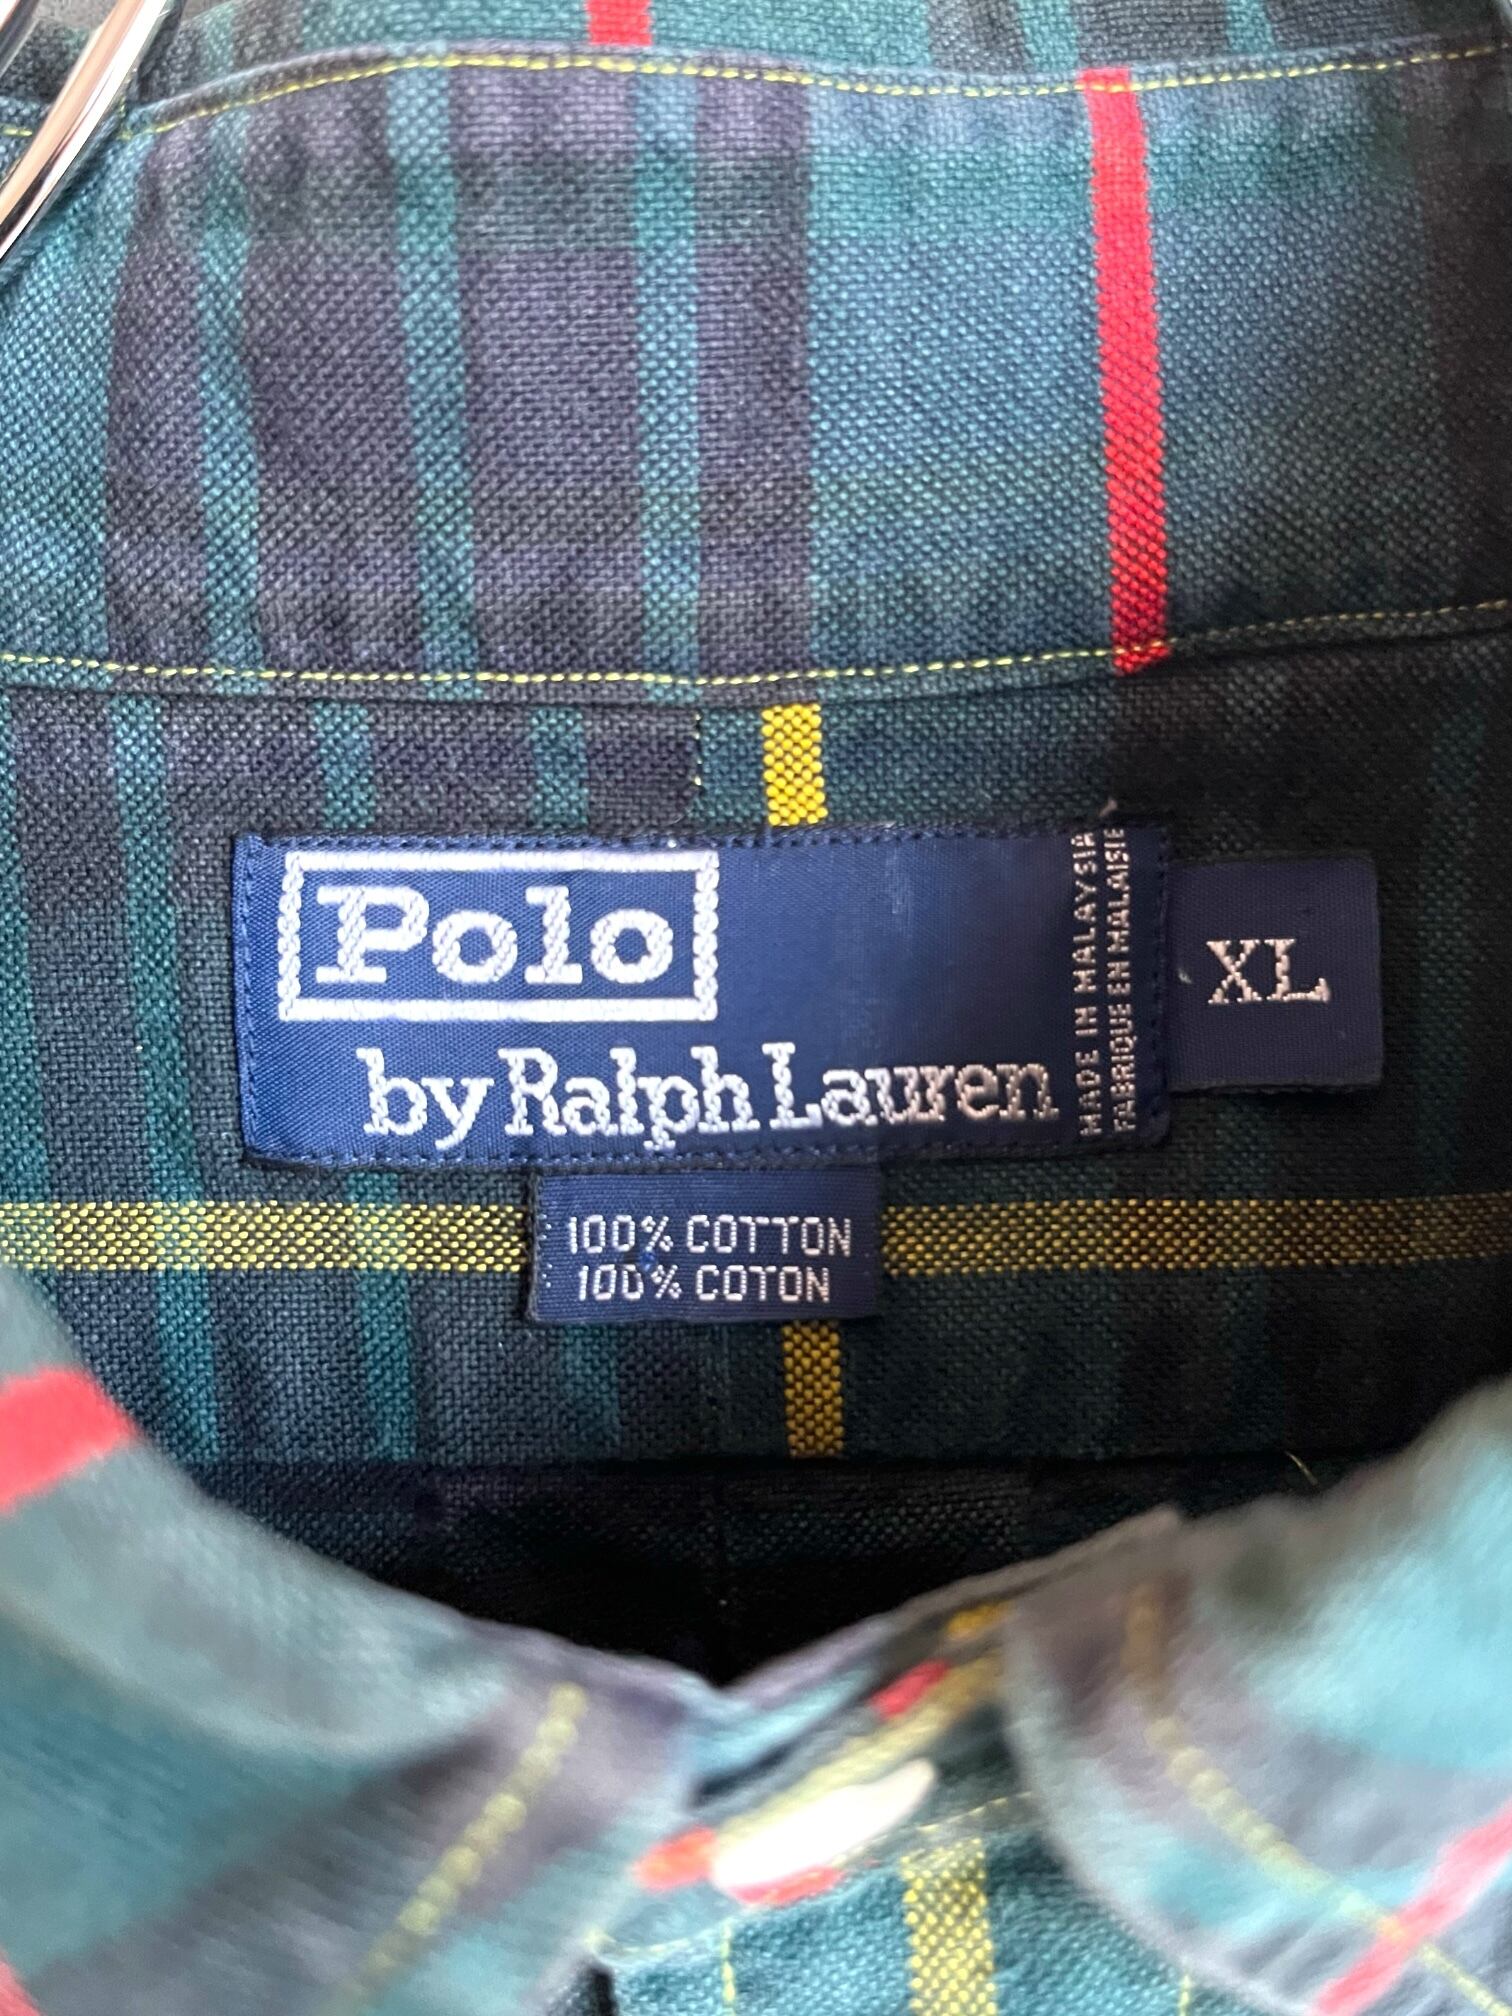 Polo
by Ralph Lauren
MADE IN MALAYSIA
FABRIQUE EN MALAISIE
XL
100% COTTON
100% COTON